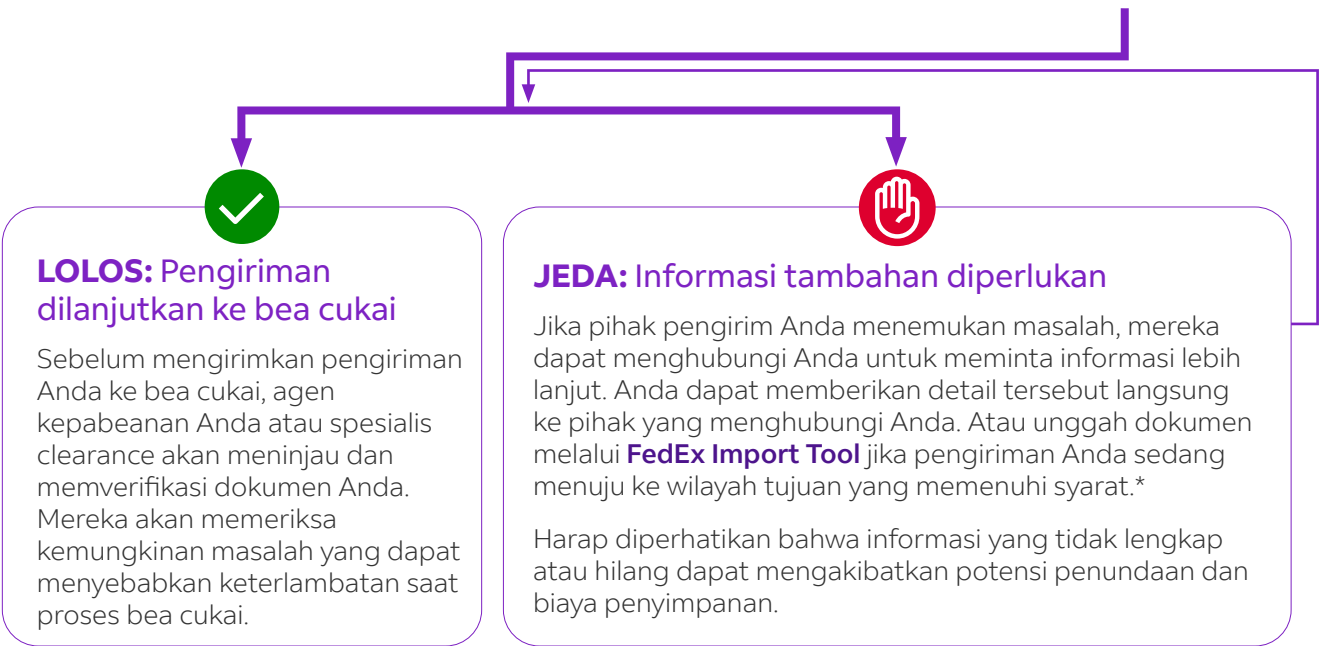 LOLOS: Pengiriman
dilanjutkan ke bea cukai
Sebelum mengirimkan pengiriman
Anda ke bea cukai, agen
kepabeanan Anda atau spesialis
clearance akan meninjau dan
memverifikasi dokumen Anda.
Mereka akan memeriksa
kemungkinan masalah yang dapat
menyebabkan keterlambatan saat
proses bea cukai.
JEDA: Informasi tambahan diperlukan
Jika pihak pengirim Anda menemukan masalah, mereka
dapat menghubungi Anda untuk meminta informasi lebih
lanjut. Anda dapat memberikan detail tersebut langsung
ke pihak yang menghubungi Anda. Atau unggah dokumen
melalui FedEx Import Tool jika pengiriman Anda sedang
menuju ke wilayah tujuan yang memenuhi syarat.*
Harap diperhatikan bahwa informasi yang tidak lengkap
atau hilang dapat mengakibatkan potensi penundaan dan
biaya penyimpanan.